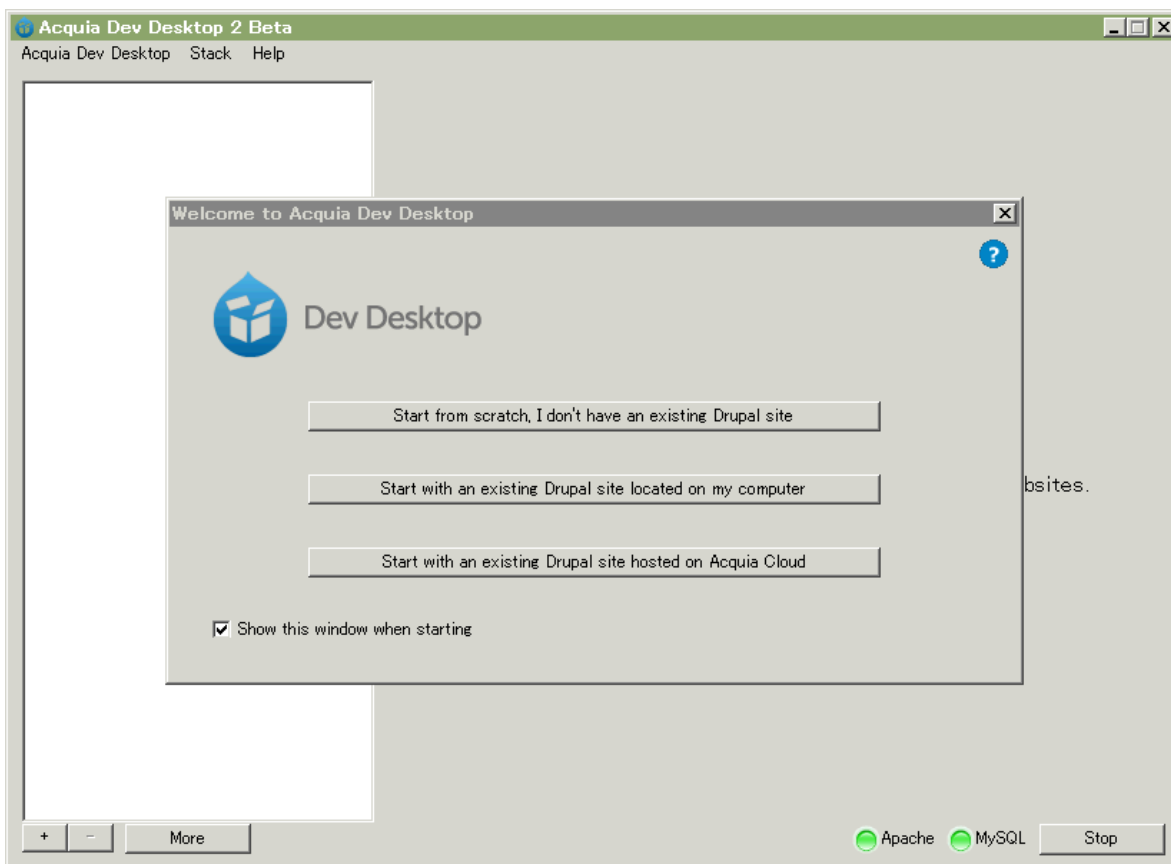 Acquia Dev Desktop 2 Beta
Acquia Dev Desktop Stack Help
Welcome to Acquia Dev Desktop
?
Dev Desktop
Start from scratch, I don't have an existing Drupal site
Start with an existing Drupal site located on my computer
bsites.
Start with an existing Drupal site hosted on Acquia Cloud
Show this window when starting
+ - More Apache MySQL Stop